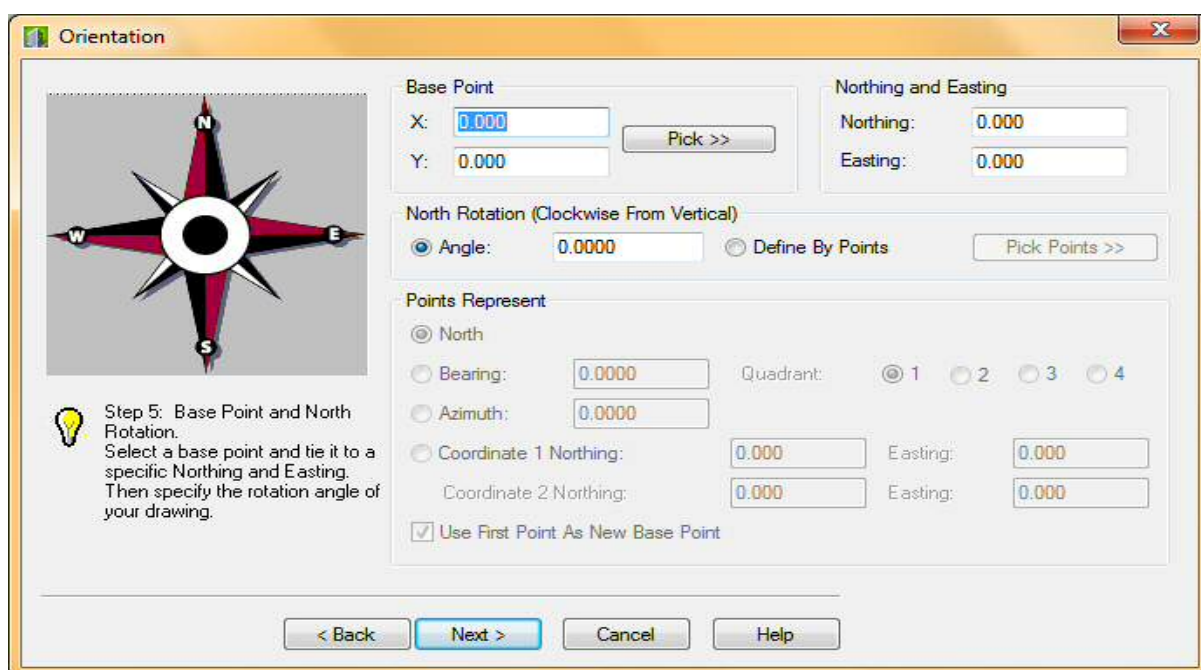 Orientation
N
W
E
S
Step 5: Base Point and North
Rotation.
Select a base point and tie it to a
specific Northing and Easting.
Then specify the rotation angle of
your drawing.
Base Point
X: 0.000
Pick >>
Y: 0.000
Northing and Easting
Northing: 0.000
Easting: 0.000
North Rotation (Clockwise From Vertical)
Angle: 0.0000 Define By Points Pick Points >>
Points Represent
North
Bearing: 0.0000 Quadrant: 1 2 3 4
Azimuth: 0.0000
Coordinate 1 Northing: 0.000 Easting: 0.000
Coordinate 2 Northing: 0.000 Easting: 0.000
Use First Point As New Base Point
< Back Next > Cancel Help